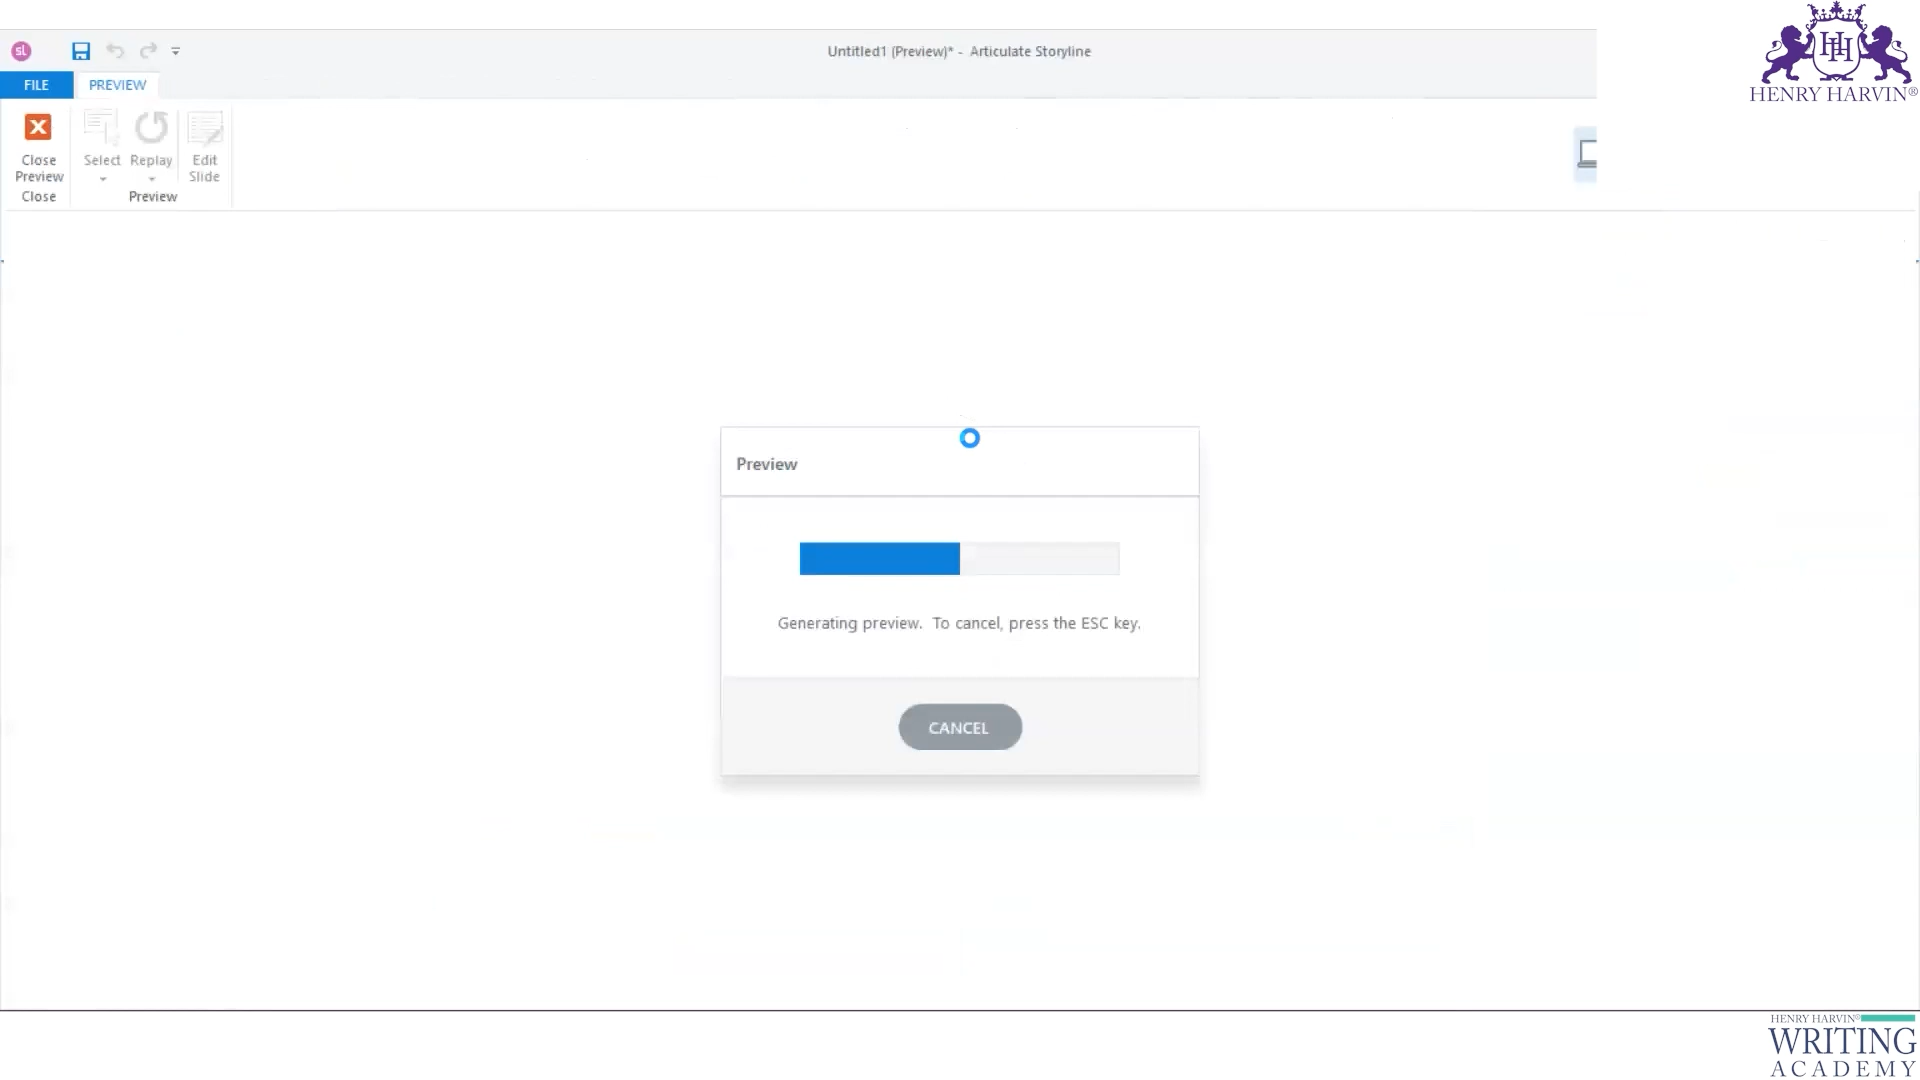 sL
Untitled1 (Preview)* - Articulate Storyline
HENRY HARVIN®
FILE
PREVIEW
Close
Preview
Select
Replay
Edit
Slide
Close
Preview
Preview
Generating preview. To cancel, press the ESC key.
CANCEL
HENRY HARVIN®
WRITING
ACADEMY